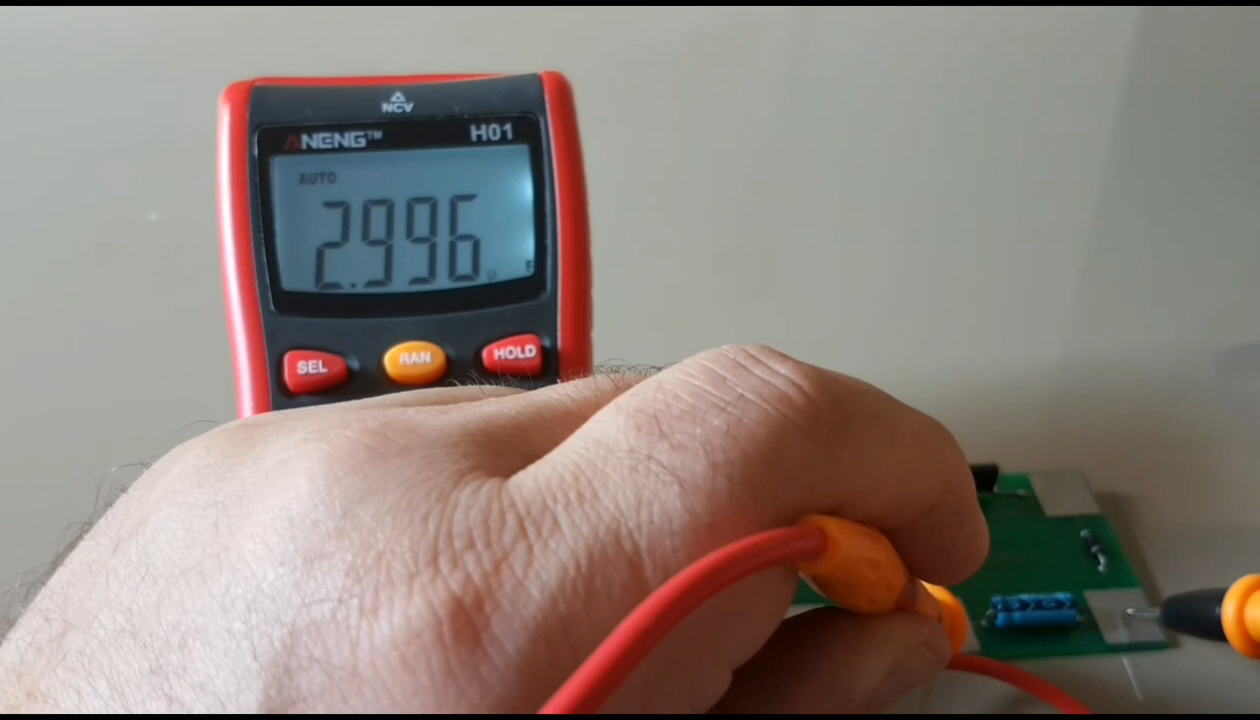 NCV
ANENG™ H01
AUTO
2.996 u F
SEL RAN HOLD